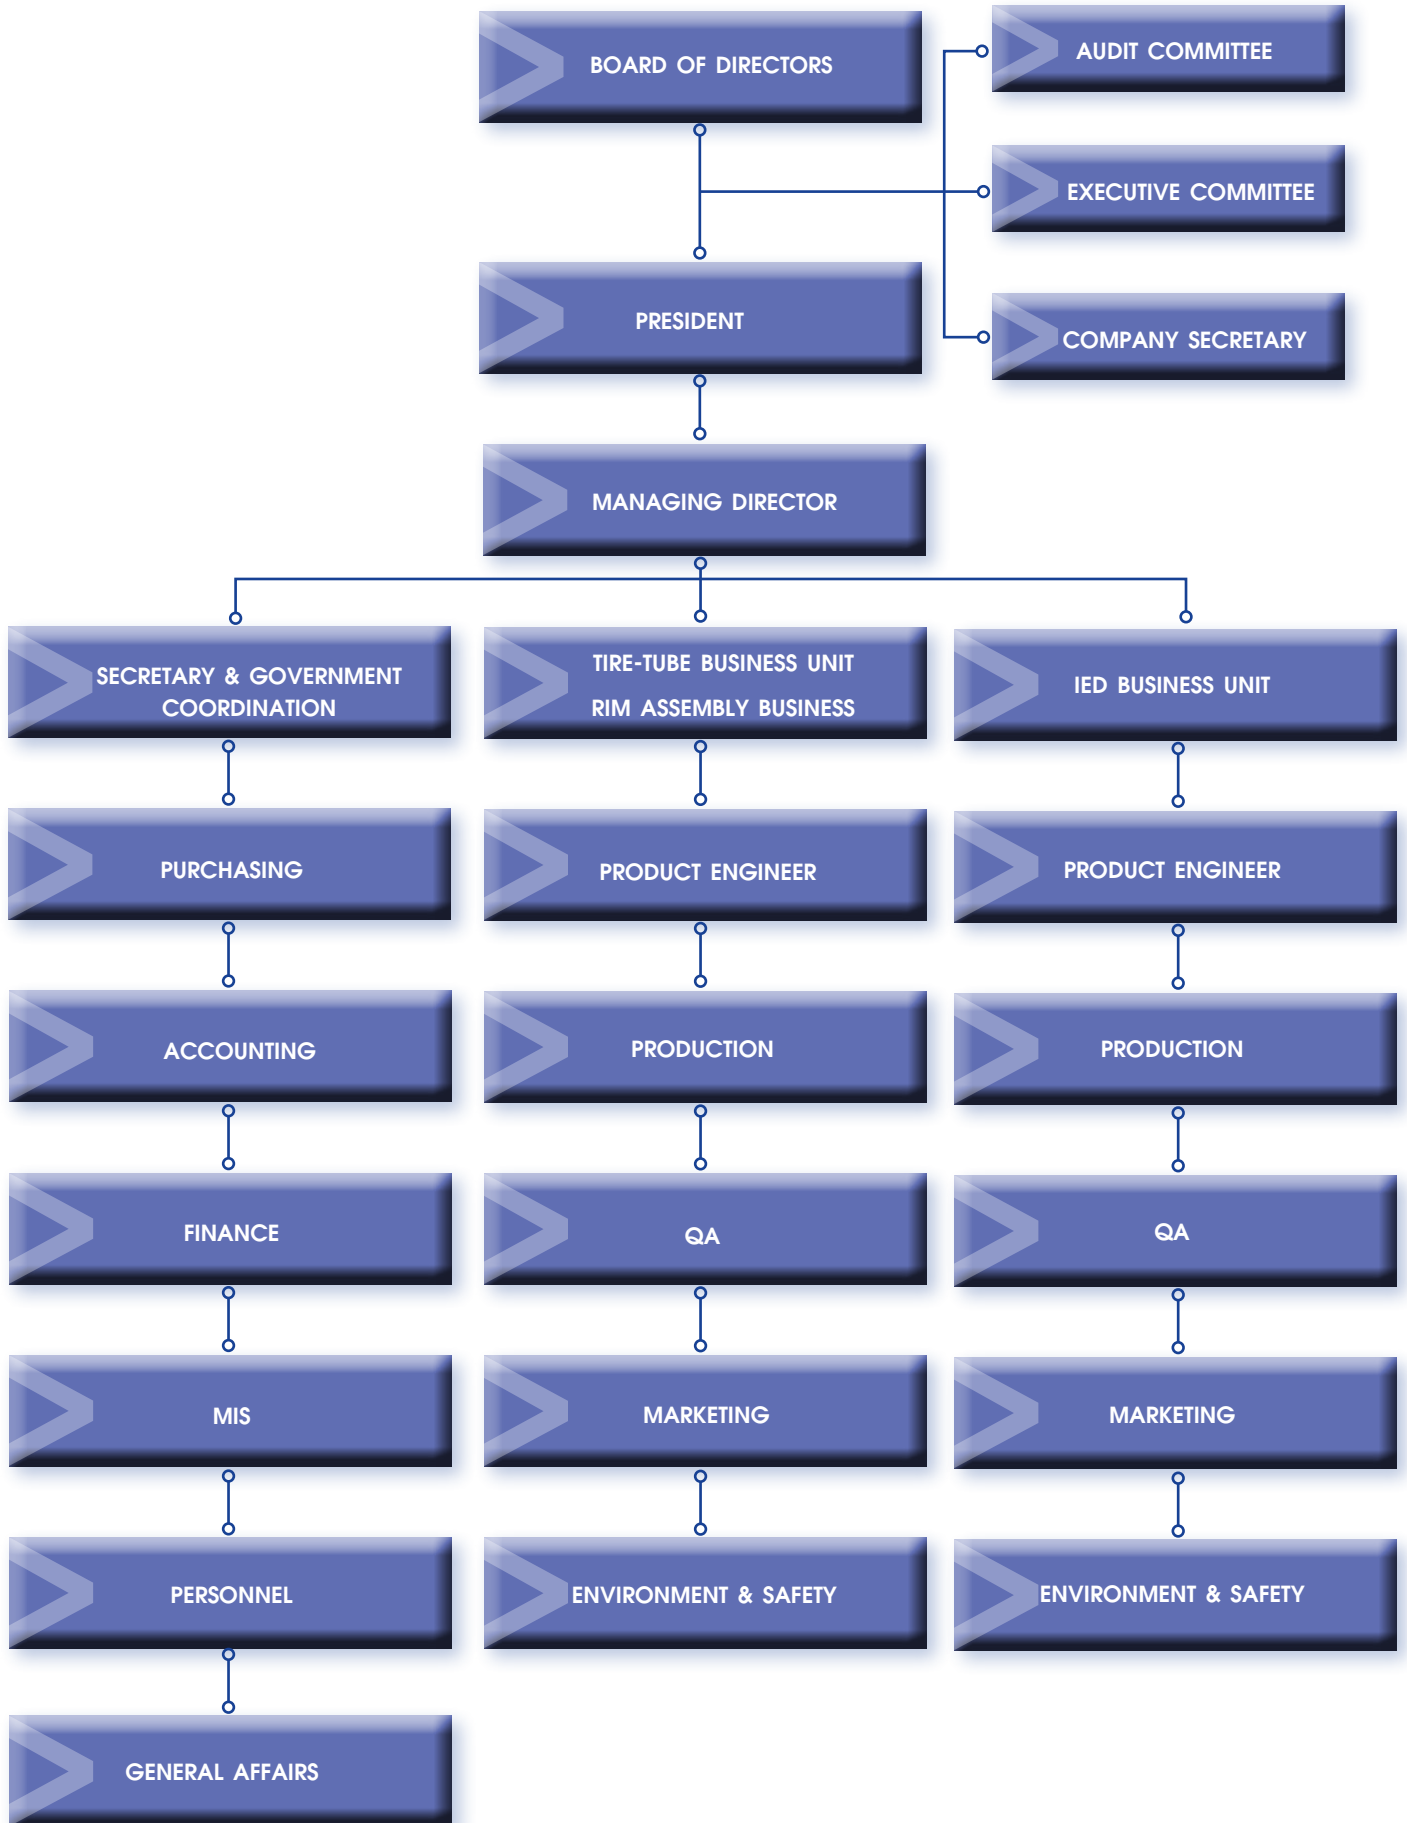 BOARD OF DIRECTORS
AUDIT COMMITTEE
EXECUTIVE COMMITTEE
PRESIDENT
COMPANY SECRETARY
MANAGING DIRECTOR
SECRETARY & GOVERNMENT
COORDINATION
TIRE-TUBE BUSINESS UNIT
RIM ASSEMBLY BUSINESS
IED BUSINESS UNIT
PURCHASING
PRODUCT ENGINEER
PRODUCT ENGINEER
ACCOUNTING
PRODUCTION
PRODUCTION
FINANCE
QA
QA
MIS
MARKETING
MARKETING
PERSONNEL
ENVIRONMENT & SAFETY
ENVIRONMENT & SAFETY
GENERAL AFFAIRS